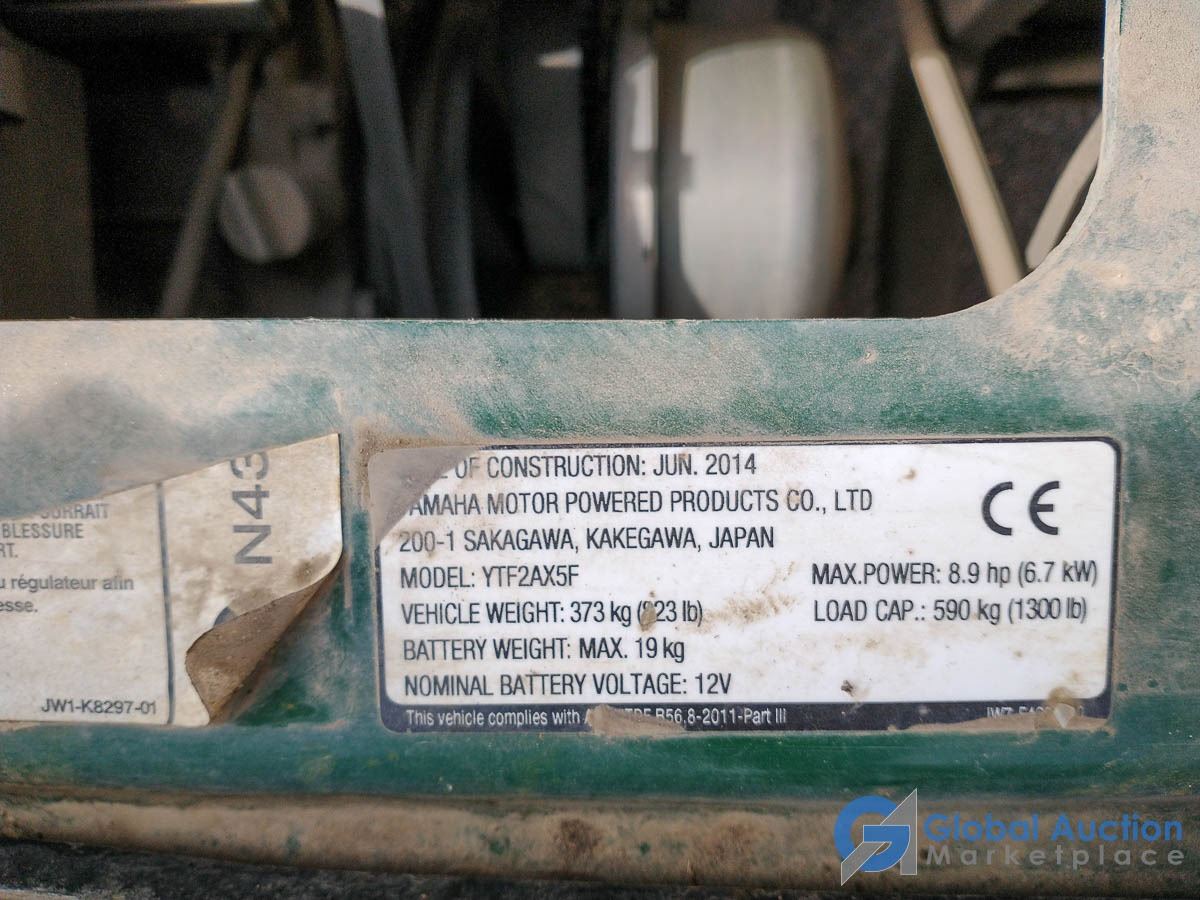 N43
BLESSURE
u régulateur afin
esse.
JW1-K8297-01
OF CONSTRUCTION: JUN. 2014
YAMAHA MOTOR POWERED PRODUCTS CO., LTD
200-1 SAKAGAWA, KAKEGAWA, JAPAN
MODEL: YTF2AX5F
MAX.POWER: 8.9 hp (6.7 kW)
VEHICLE WEIGHT: 373 kg (823 lb)
LOAD CAP.: 590 kg (1300 lb)
BATTERY WEIGHT: MAX. 19 kg
NOMINAL BATTERY VOLTAGE: 12V
This vehicle complies with B56.8-2011-Part III
CE
Global Auction
Marketplace